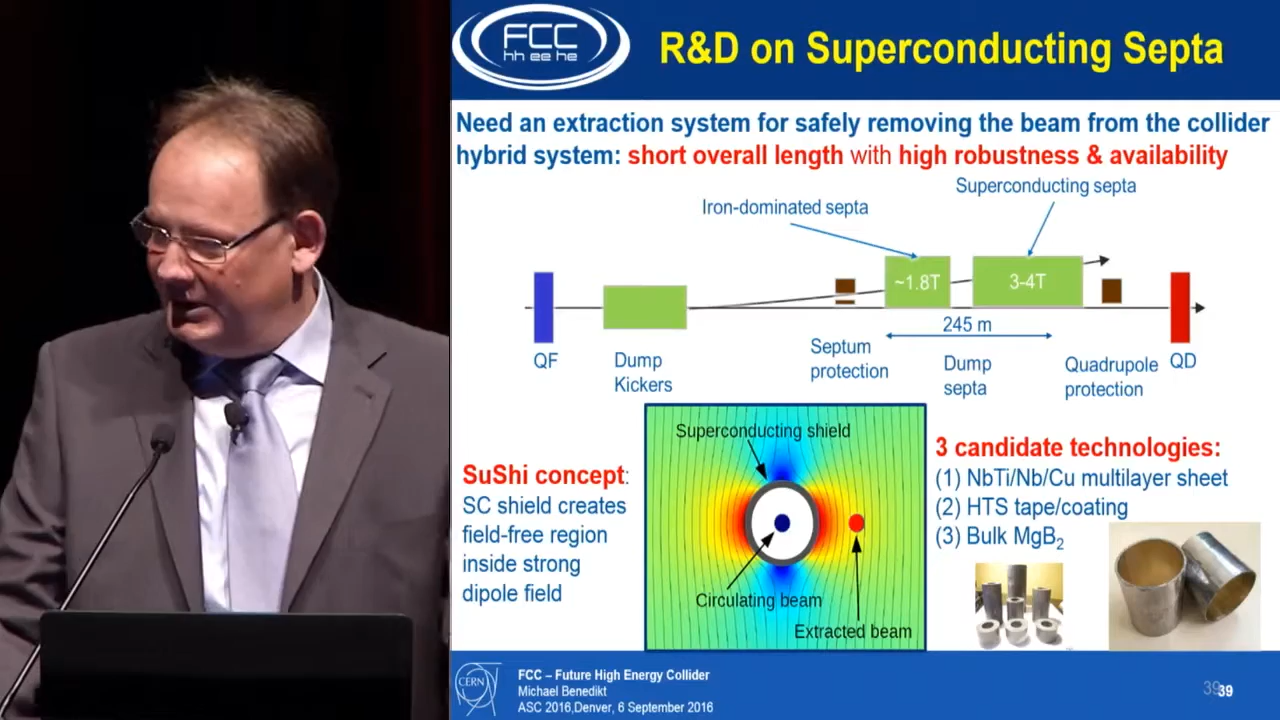 FCC
hh ee he
R&D on Superconducting Septa
Need an extraction system for safely removing the beam from the collider
hybrid system: short overall length with high robustness & availability
Superconducting septa
Iron-dominated septa
~1.8T
3-4T
245 m
QF
Dump
Kickers
Septum
protection
Dump
septa
Quadrupole
protection
QD
SuShi concept:
SC shield creates
field-free region
inside strong
dipole field
Superconducting shield
Circulating beam
Extracted beam
3 candidate technologies:
(1) NbTi/Nb/Cu multilayer sheet
(2) HTS tape/coating
(3) Bulk MgB₂
CERN
FCC – Future High Energy Collider
Michael Benedikt
ASC 2016,Denver, 6 September 2016
39
39